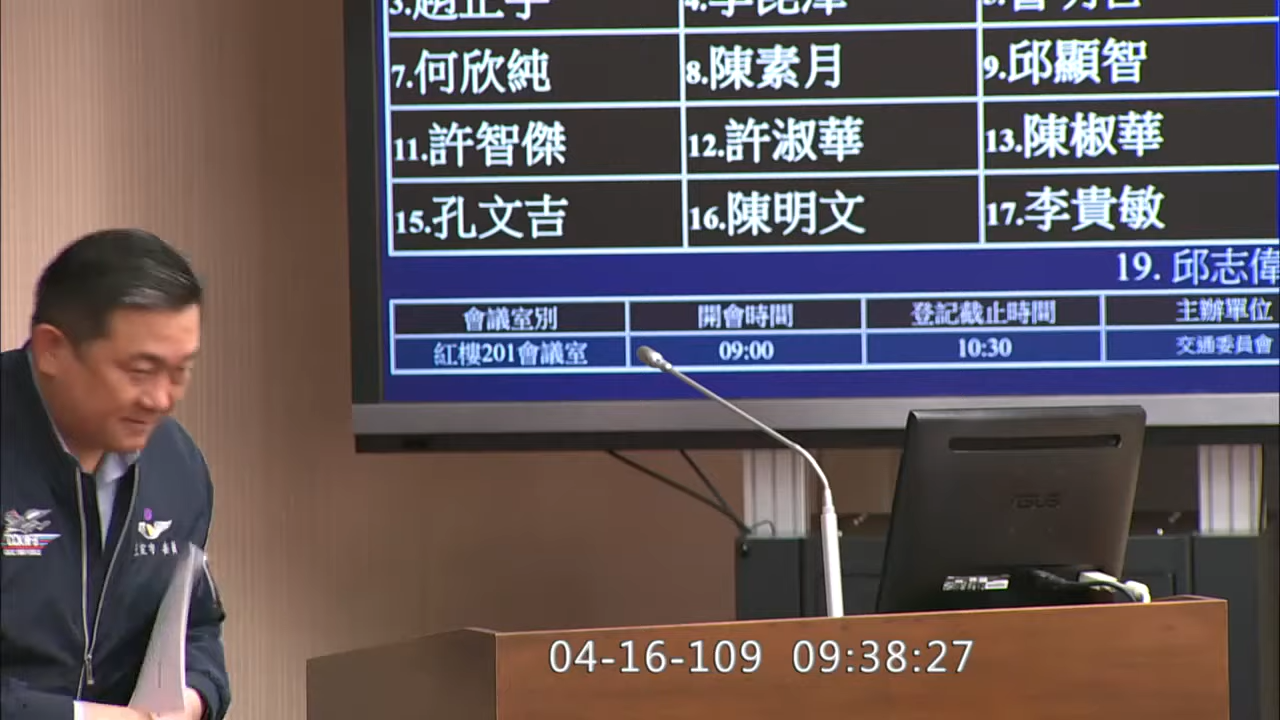 7.何欣純 8.陳素月 9.邱顯智
11.許智傑 12.許淑華 13.陳椒華
15.孔文吉 16.陳明文 17.李貴敏
19. 邱志偉
會議室別 開會時間 登記截止時間 主辦單位
紅樓201會議室 09:00 10:30 交通委員會
ASUS
04-16-109 09:38:27